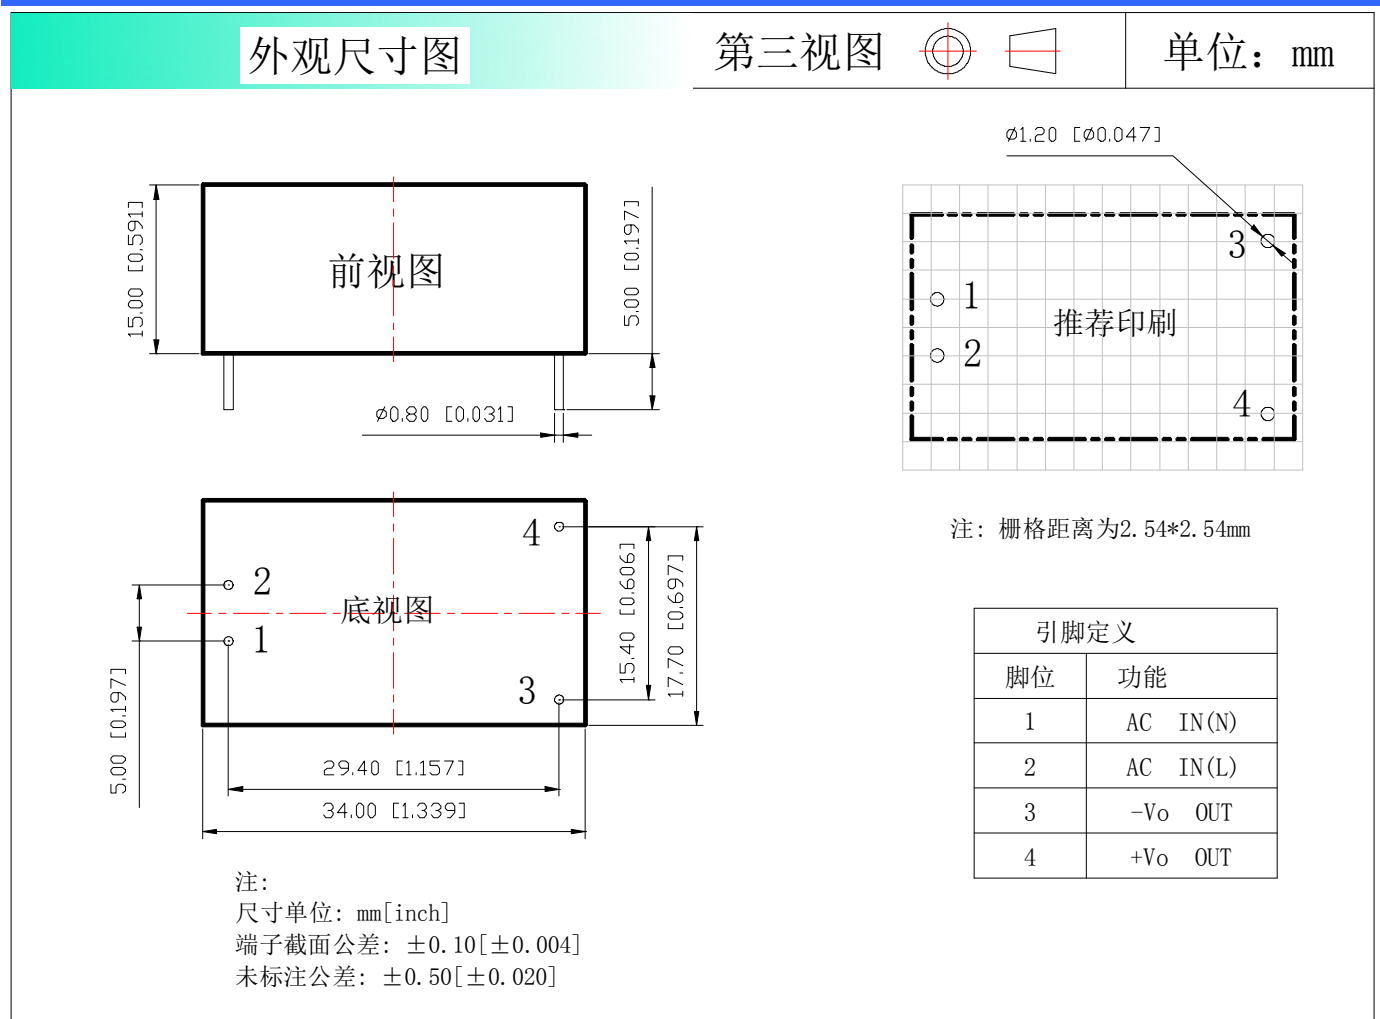 外观尺寸图
第三视图
单位：mm
15.00 [0.591]
前视图
5.00 [0.197]
ø0.80 [0.031]
ø1.20 [ø0.047]
3
1
推荐印刷
2
4
注：栅格距离为2.54*2.54mm
4
2
底视图
1
3
5.00 [0.197]
15.40 [0.606]
17.70 [0.697]
29.40 [1.157]
34.00 [1.339]
引脚定义
脚位 功能
1 AC IN(N)
2 AC IN(L)
3 -Vo OUT
4 +Vo OUT
注：
尺寸单位：mm[inch]
端子截面公差：±0.10[±0.004]
未标注公差：±0.50[±0.020]